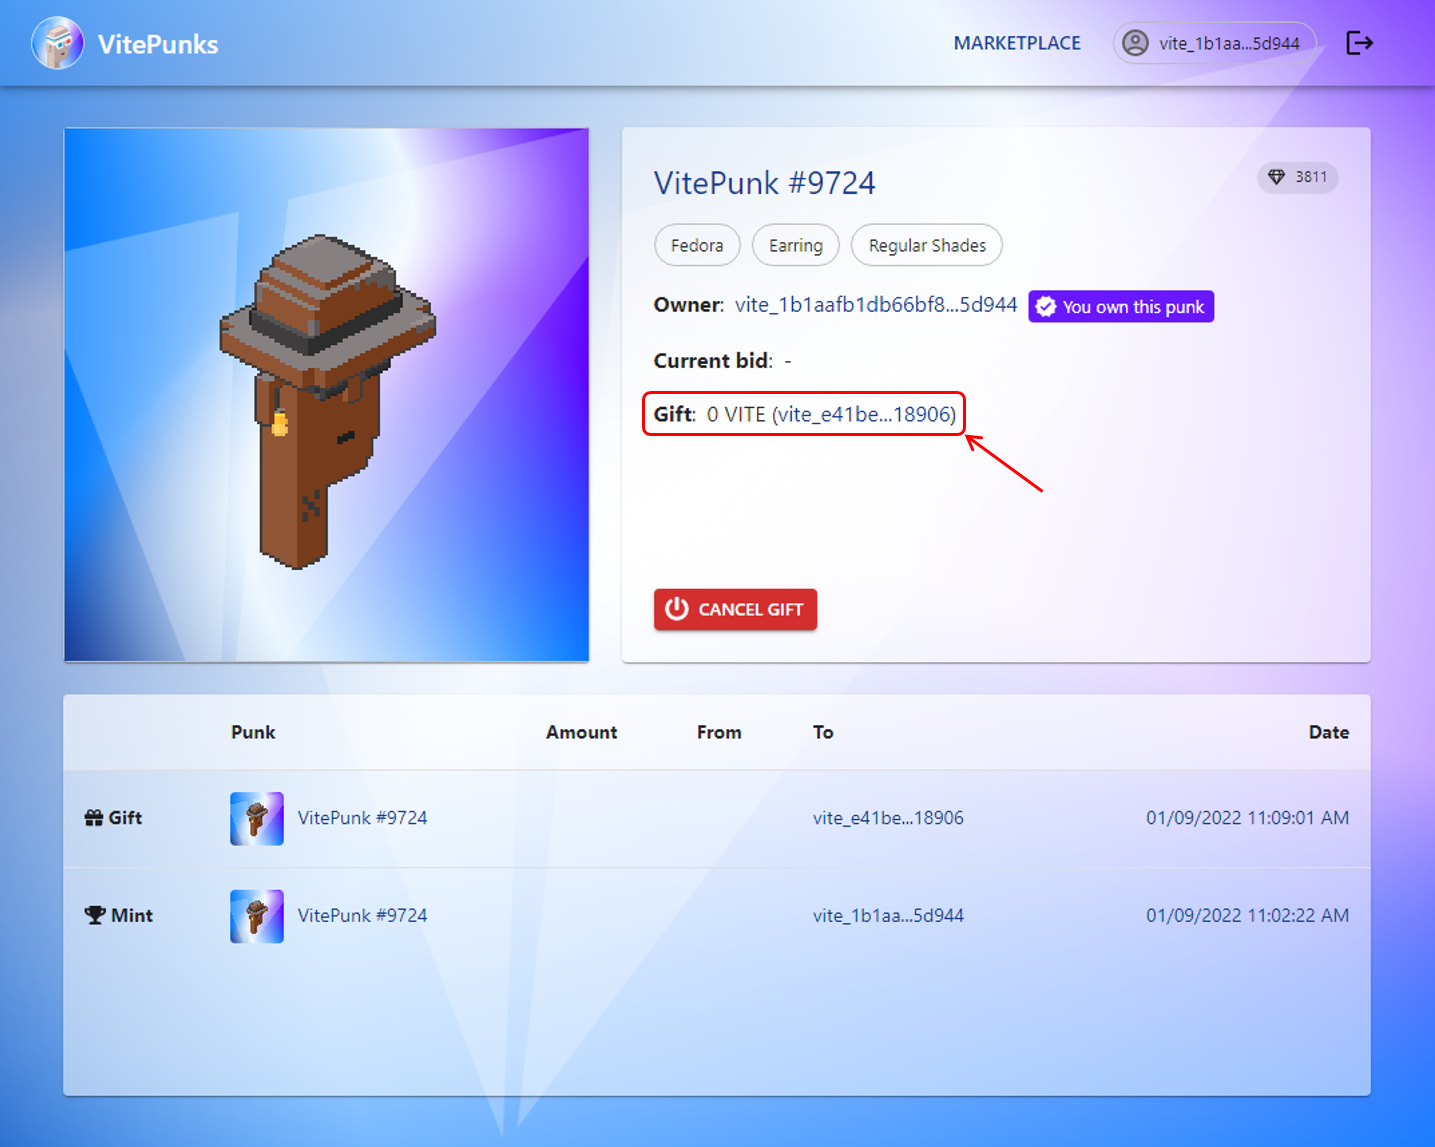 VitePunks
MARKETPLACE
vite_1b1aa...5d944
VitePunk #9724
3811
Fedora
Earring
Regular Shades
Owner: vite_1b1aafb1db66bf8...5d944
You own this punk
Current bid: -
Gift: 0 VITE (vite_e41be...18906)
CANCEL GIFT
Punk Amount From To Date
Gift VitePunk #9724 vite_e41be...18906 01/09/2022 11:09:01 AM
Mint VitePunk #9724 vite_1b1aa...5d944 01/09/2022 11:02:22 AM